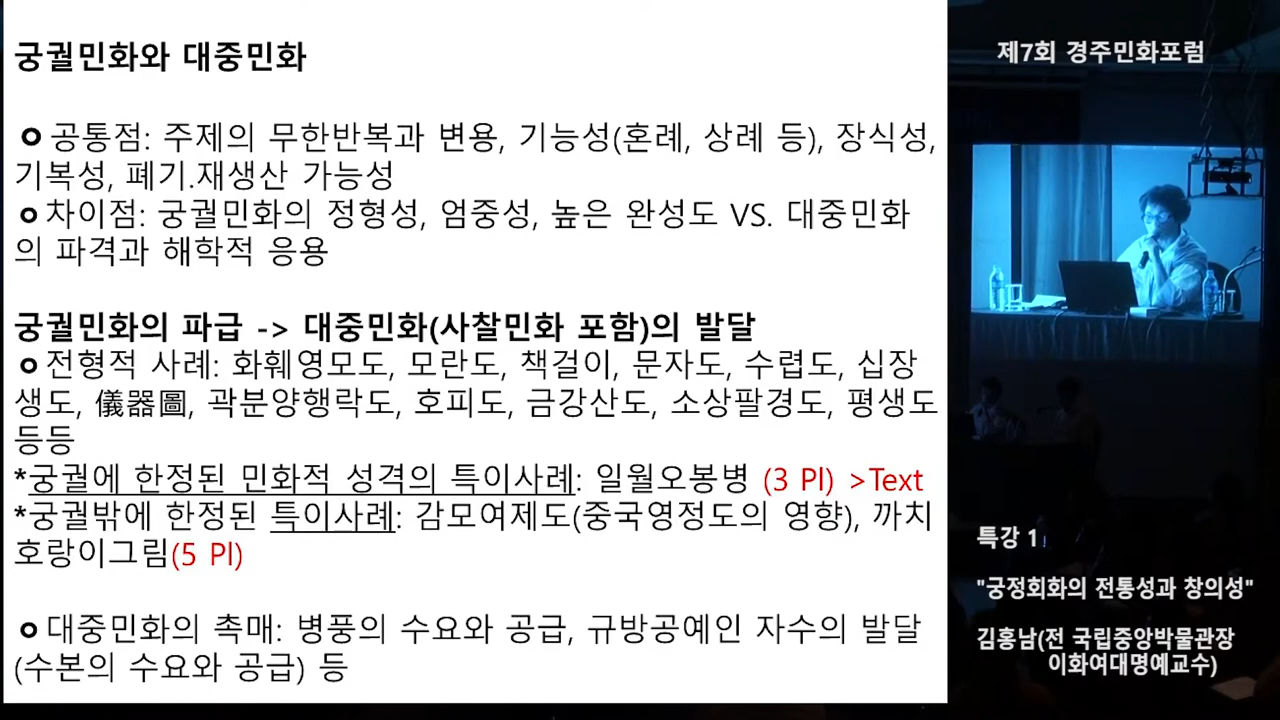 궁궐민화와 대중민화
ㅇ공통점: 주제의 무한반복과 변용, 기능성(혼례, 상례 등), 장식성,
기복성, 폐기.재생산 가능성
ㅇ차이점: 궁궐민화의 정형성, 엄중성, 높은 완성도 VS. 대중민화
의 파격과 해학적 응용
궁궐민화의 파급 -> 대중민화(사찰민화 포함)의 발달
ㅇ전형적 사례: 화훼영모도, 모란도, 책걸이, 문자도, 수렵도, 십장
생도, 儀器圖, 곽분양행락도, 호피도, 금강산도, 소상팔경도, 평생도
등등
*궁궐에 한정된 민화적 성격의 특이사례: 일월오봉병 (3 Pl) >Text
*궁궐밖에 한정된 특이사례: 감모여제도(중국영정도의 영향), 까치
호랑이그림(5 Pl)
ㅇ대중민화의 촉매: 병풍의 수요와 공급, 규방공예인 자수의 발달
(수본의 수요와 공급) 등
제7회 경주민화포럼
특강 1
"궁정회화의 전통성과 창의성"
김홍남(전 국립중앙박물관장
이화여대명예교수)